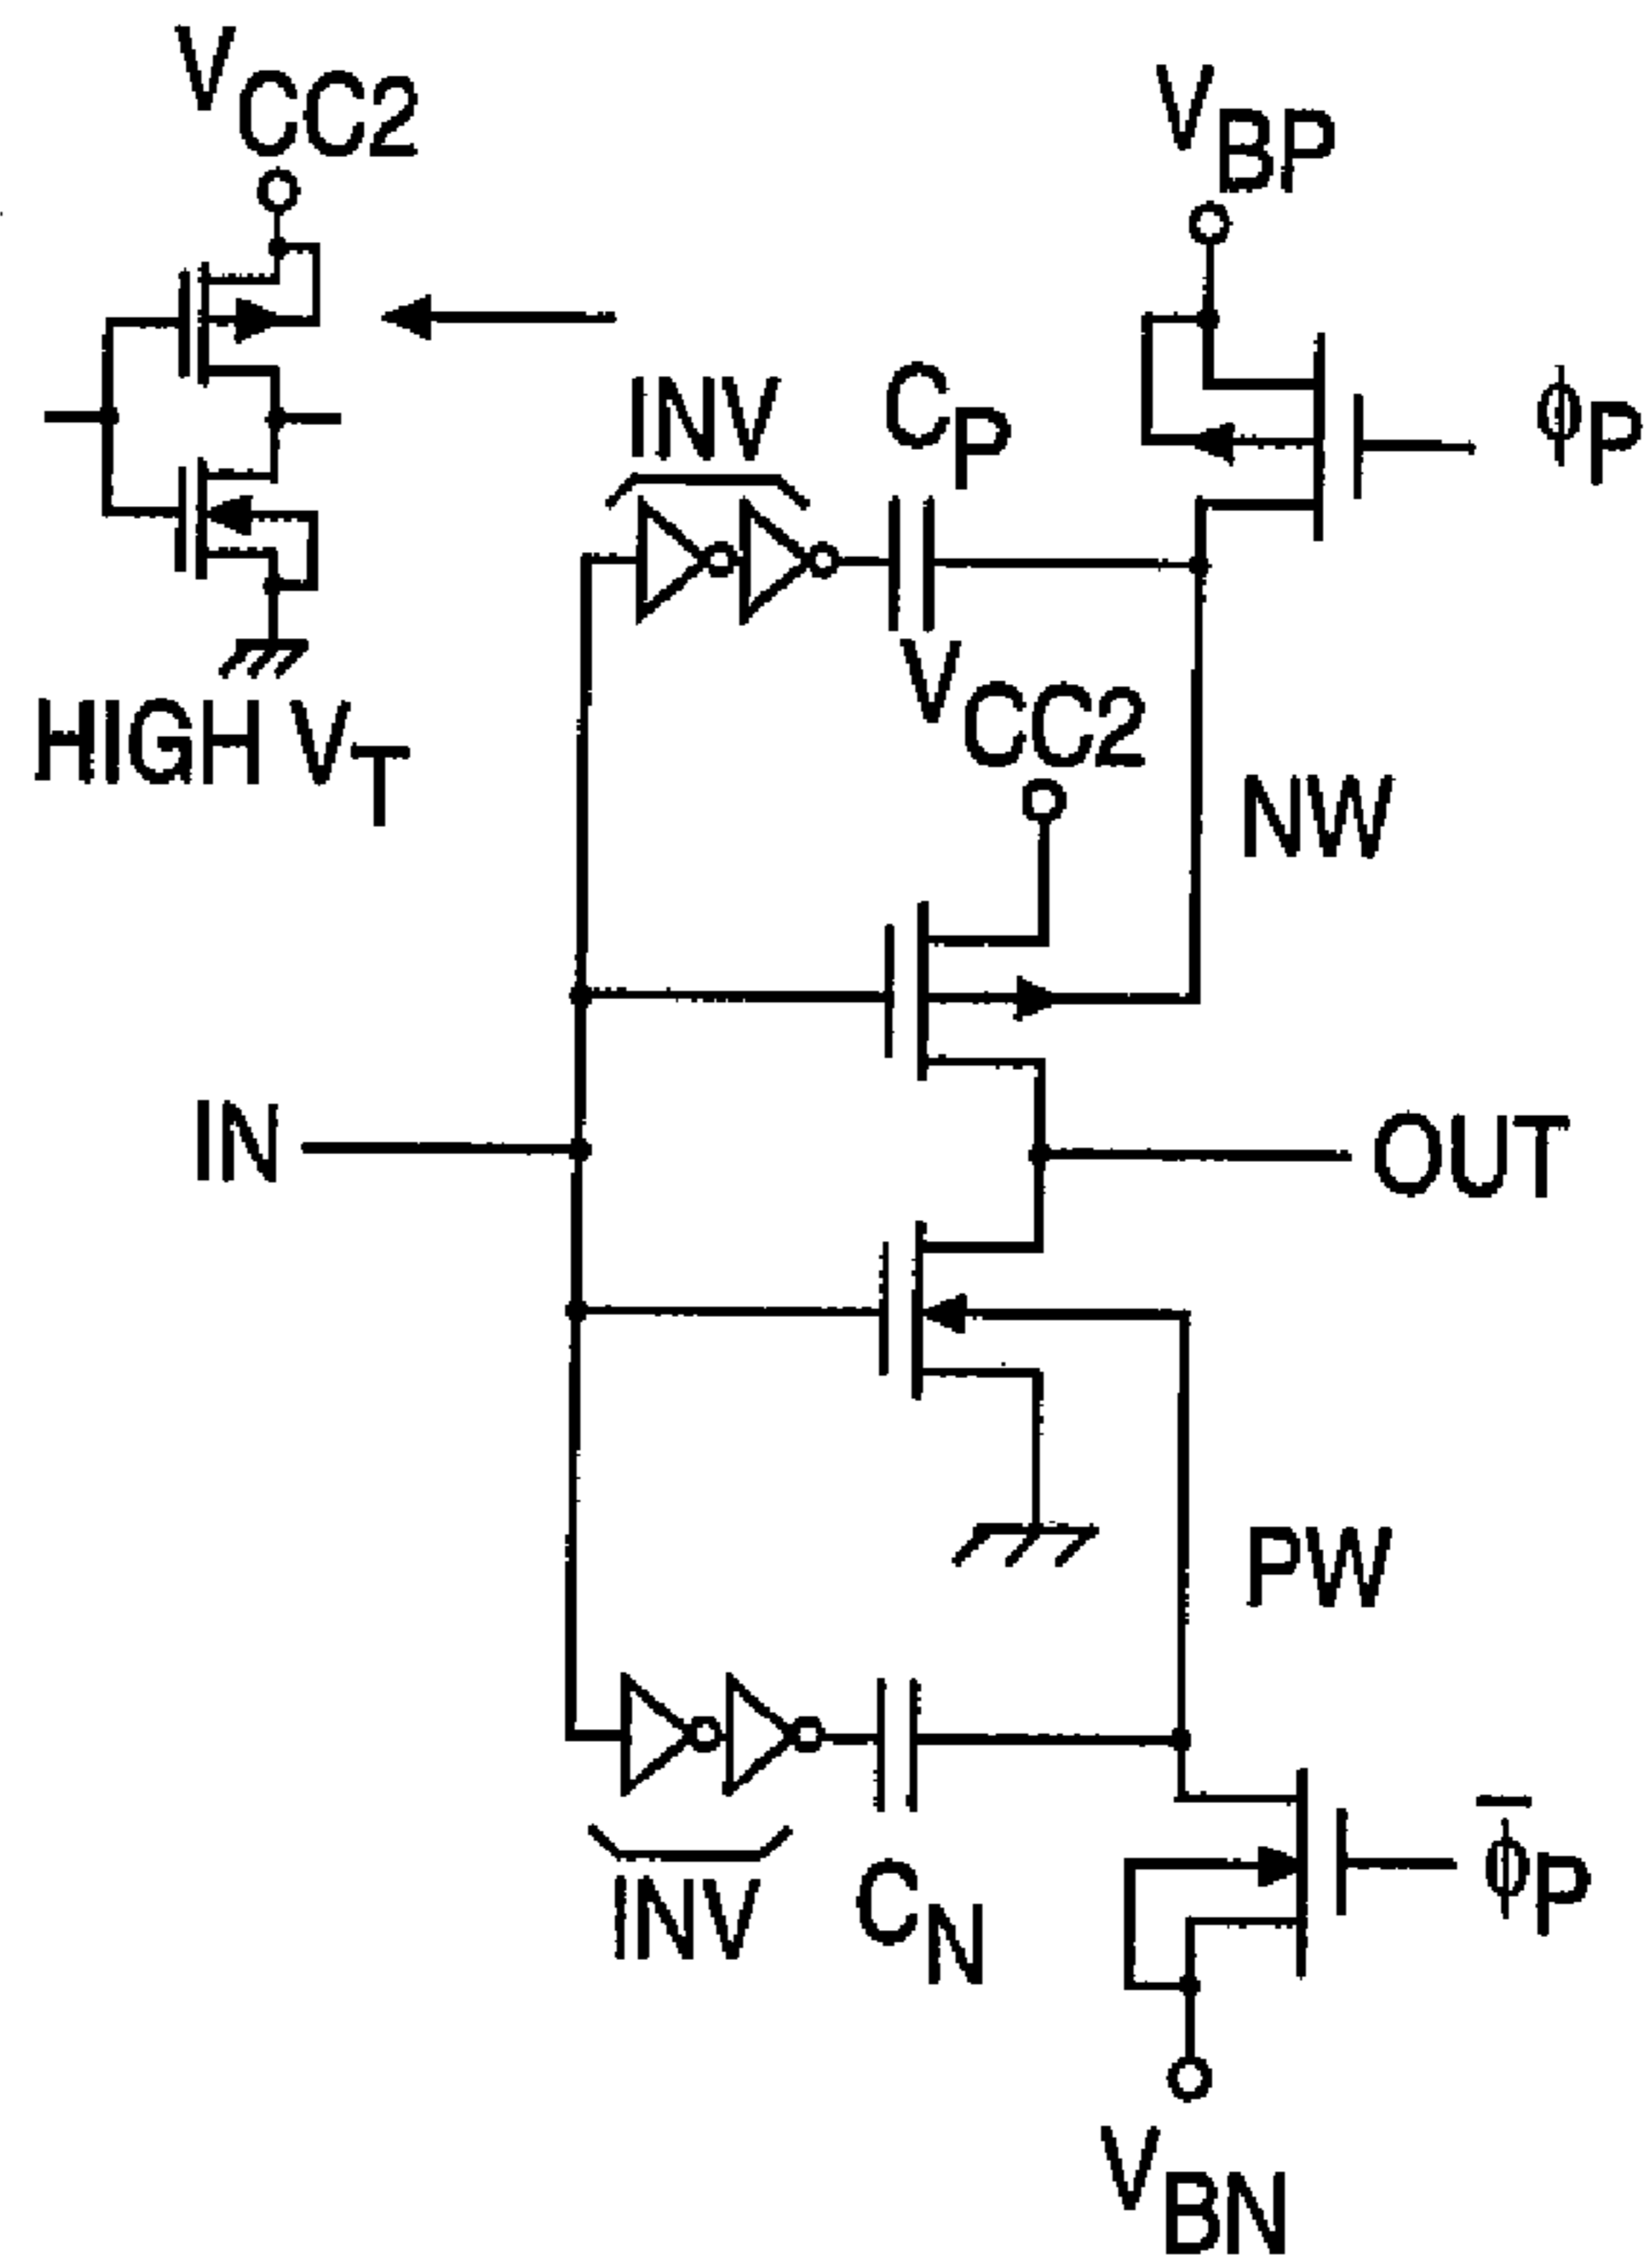 VCC2
VBP
INV
CP
ϕP
HIGH VT
VCC2
NW
IN
OUT
PW
INV
CN
ϕ̅P
VBN